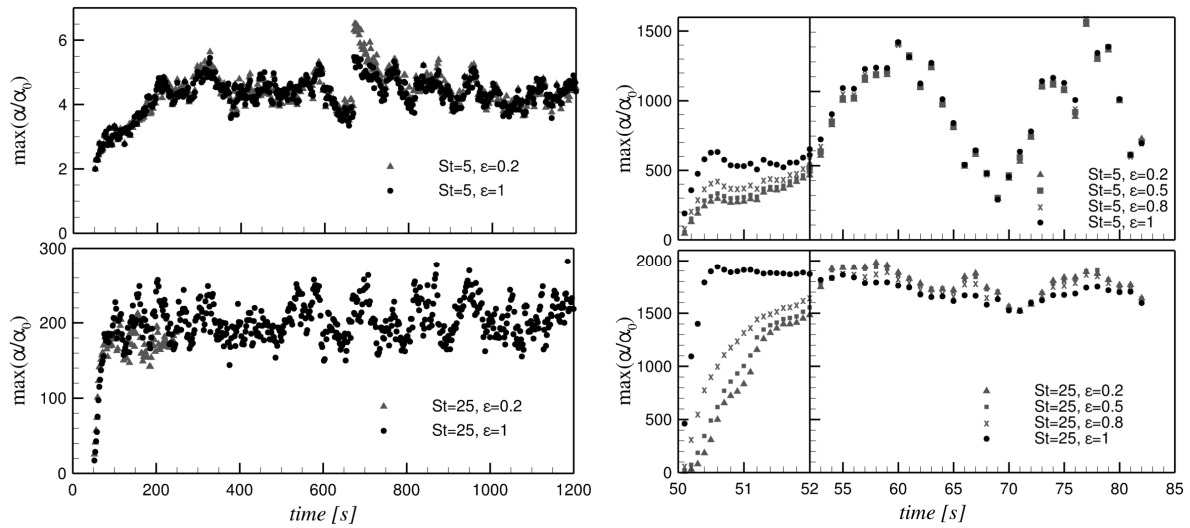 6
4
2
0
max(α/α₀)
St=5, ε=0.2
St=5, ε=1
300
200
100
0
max(α/α₀)
St=25, ε=0.2
St=25, ε=1
0 200 400 600 800 1000 1200
time [s]
1500
1000
500
0
max(α/α₀)
St=5, ε=0.2
St=5, ε=0.5
St=5, ε=0.8
St=5, ε=1
2000
1500
1000
500
0
max(α/α₀)
St=25, ε=0.2
St=25, ε=0.5
St=25, ε=0.8
St=25, ε=1
50 51 52 55 60 65 70 75 80 85
time [s]